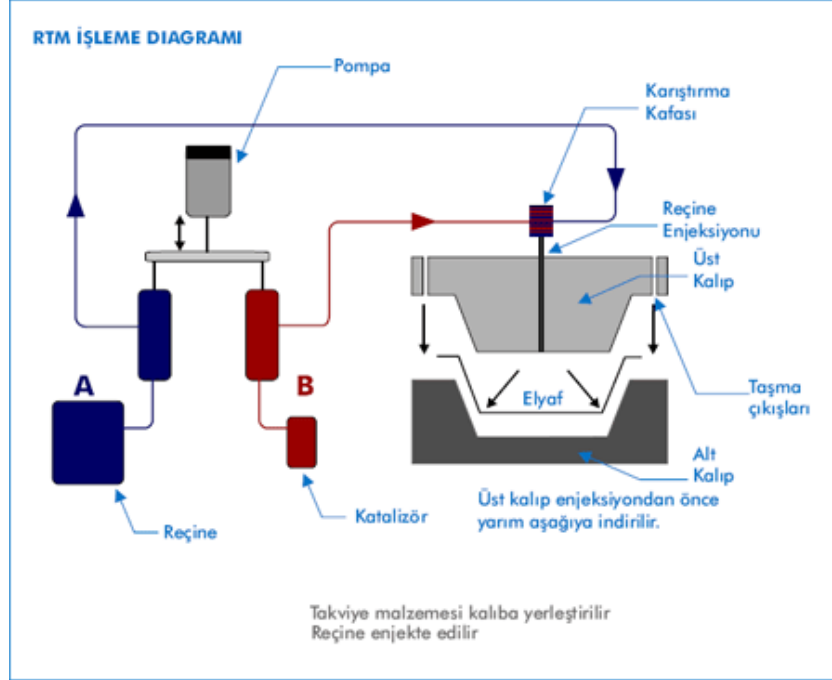 RTM İŞLEME DIAGRAMI
Pompa
Karıştırma
Kafası
Reçine
Enjeksiyonu
Üst
Kalıp
A
B
Elyaf
Taşma
çıkışları
Alt
Kalıp
Katalizör
Reçine
Üst kalıp enjeksiyondan önce
yarım aşağıya indirilir.
Takviye malzemesi kalıba yerleştirilir
Reçine enjekte edilir